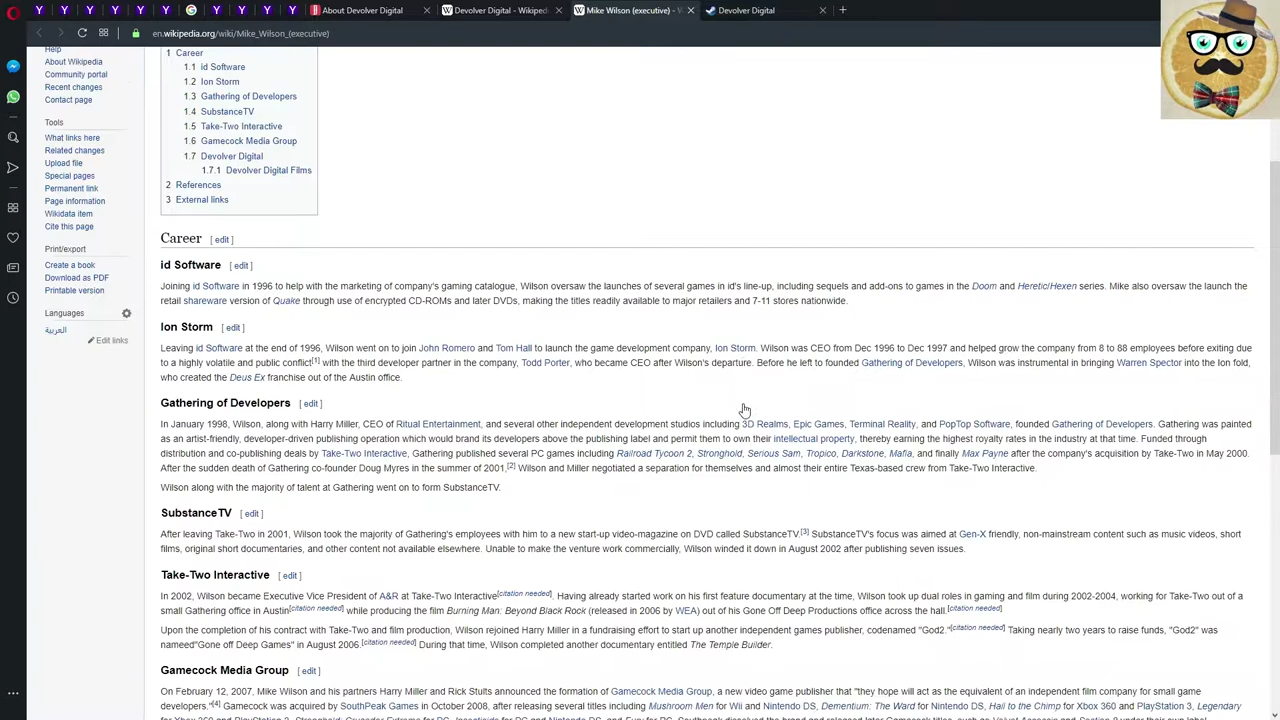 About Devolver Digital
Devolver Digital - Wikiped
Mike Wilson (executive) - W
Devolver Digital
en.wikipedia.org/wiki/Mike_Wilson_(executive)
Help
About Wikipedia
Community portal
Recent changes
Contact page
Tools
What links here
Related changes
Upload file
Special pages
Permanent link
Page information
Wikidata item
Cite this page
Print/export
Create a book
Download as PDF
Printable version
Languages
العربية
Edit links
1 Career
1.1 id Software
1.2 Ion Storm
1.3 Gathering of Developers
1.4 SubstanceTV
1.5 Take-Two Interactive
1.6 Gamecock Media Group
1.7 Devolver Digital
1.7.1 Devolver Digital Films
2 References
3 External links
Career [ edit ]
id Software [ edit ]
Joining id Software in 1996 to help with the marketing of company's gaming catalogue, Wilson oversaw the launches of several games in id's line-up, including sequels and add-ons to games in the Doom and Heretic/Hexen series. Mike also oversaw the launch the
retail shareware version of Quake through use of encrypted CD-ROMs and later DVDs, making the titles readily available to major retailers and 7-11 stores nationwide.
Ion Storm [ edit ]
Leaving id Software at the end of 1996, Wilson went on to join John Romero and Tom Hall to launch the game development company, Ion Storm. Wilson was CEO from Dec 1996 to Dec 1997 and helped grow the company from 8 to 88 employees before exiting due
to a highly volatile and public conflict[1] with the third developer partner in the company, Todd Porter, who became CEO after Wilson's departure. Before he left to founded Gathering of Developers, Wilson was instrumental in bringing Warren Spector into the Ion fold,
who created the Deus Ex franchise out of the Austin office.
Gathering of Developers [ edit ]
In January 1998, Wilson, along with Harry Miller, CEO of Ritual Entertainment, and several other independent development studios including 3D Realms, Epic Games, Terminal Reality, and PopTop Software, founded Gathering of Developers. Gathering was painted
as an artist-friendly, developer-driven publishing operation which would brand its developers above the publishing label and permit them to own their intellectual property, thereby earning the highest royalty rates in the industry at that time. Funded through
distribution and co-publishing deals by Take-Two Interactive, Gathering published several PC games including Railroad Tycoon 2, Stronghold, Serious Sam, Tropico, Darkstone, Mafia, and finally Max Payne after the company's acquisition by Take-Two in May 2000.
After the sudden death of Gathering co-founder Doug Myres in the summer of 2001,[2] Wilson and Miller negotiated a separation for themselves and almost their entire Texas-based crew from Take-Two Interactive.
Wilson along with the majority of talent at Gathering went on to form SubstanceTV.
SubstanceTV [ edit ]
After leaving Take-Two in 2001, Wilson took the majority of Gathering's employees with him to a new start-up video-magazine on DVD called SubstanceTV.[3] SubstanceTV's focus was aimed at Gen-X friendly, non-mainstream content such as music videos, short
films, original short documentaries, and other content not available elsewhere. Unable to make the venture work commercially, Wilson winded it down in August 2002 after publishing seven issues.
Take-Two Interactive [ edit ]
In 2002, Wilson became Executive Vice President of A&R at Take-Two Interactive[citation needed]. Having already started work on his first feature documentary at the time, Wilson took up dual roles in gaming and film during 2002-2004, working for Take-Two out of a
small Gathering office in Austin[citation needed] while producing the film Burning Man: Beyond Black Rock (released in 2006 by WEA) out of his Gone Off Deep Productions office across the hall.[citation needed]
Upon the completion of his contract with Take-Two and film production, Wilson rejoined Harry Miller in a fundraising effort to start up another independent games publisher, codenamed "God2."[citation needed] Taking nearly two years to raise funds, "God2" was
named"Gone off Deep Games" in August 2006.[citation needed] During that time, Wilson completed another documentary entitled The Temple Builder.
Gamecock Media Group [ edit ]
On February 12, 2007, Mike Wilson and his partners Harry Miller and Rick Stults announced the formation of Gamecock Media Group, a new video game publisher that "they hope will act as the equivalent of an independent film company for small game
developers."[4] Gamecock was acquired by SouthPeak Games in October 2008, after releasing several titles including Mushroom Men for Wii and Nintendo DS, Dementium: The Ward for Nintendo DS, Hail to the Chimp for Xbox 360 and PlayStation 3, Legendary